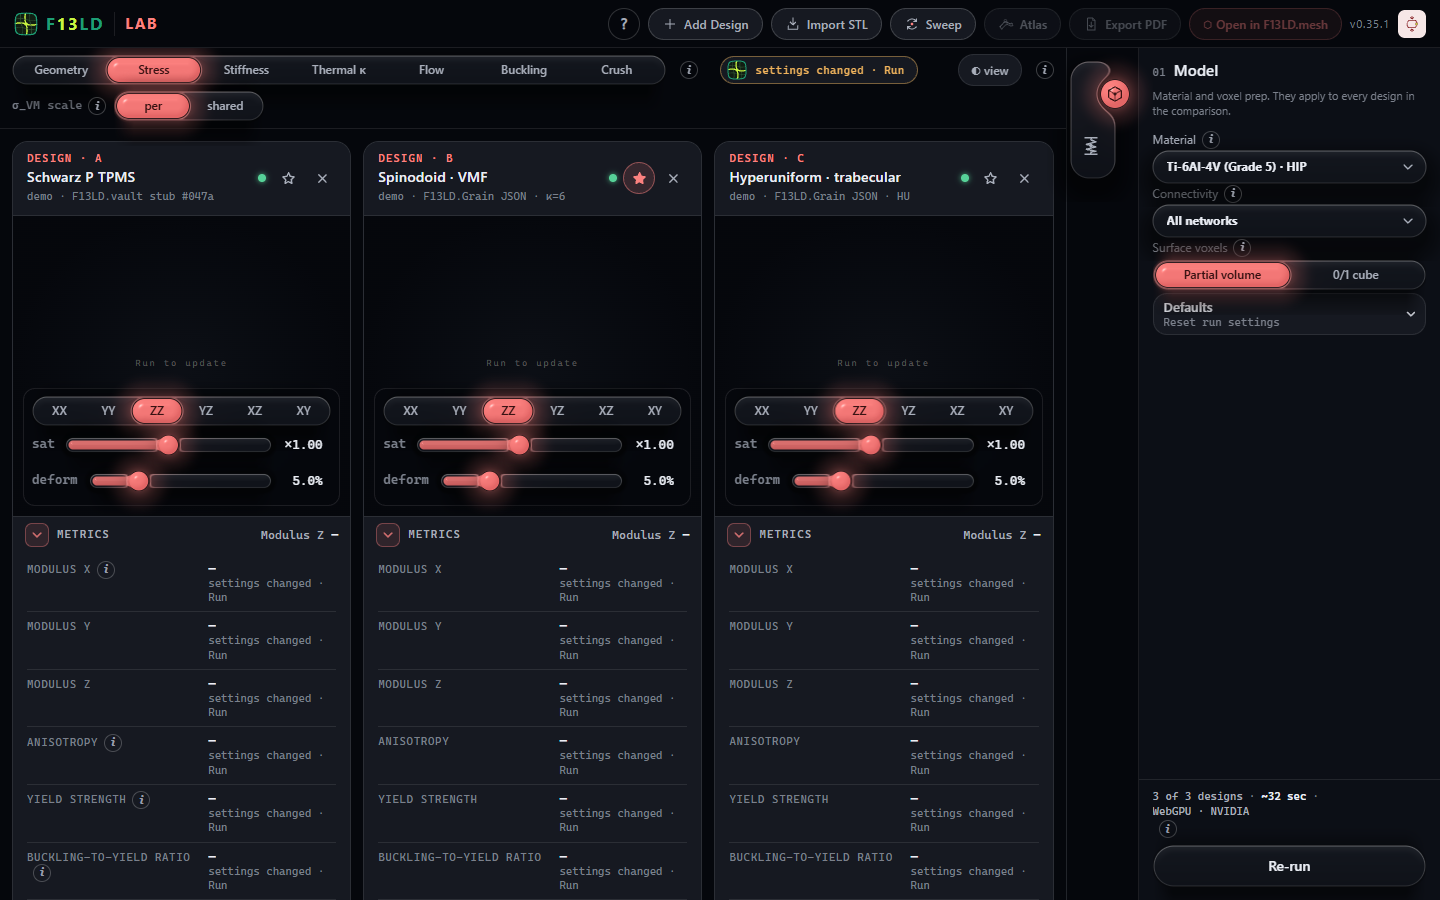 F13LD LAB
? Add Design Import STL Sweep Atlas Export PDF Open in F13LD.mesh v0.35.1
Geometry Stress Stiffness Thermal κ Flow Buckling Crush i settings changed · Run view i
σ_VM scale i per shared
DESIGN · A
Schwarz P TPMS
demo · F13LD.vault stub #047a
Run to update
XX YY ZZ YZ XZ XY
sat ×1.00
deform 5.0%
METRICS Modulus Z –
MODULUS X i –
settings changed ·
Run
MODULUS Y –
settings changed ·
Run
MODULUS Z –
settings changed ·
Run
ANISOTROPY i –
settings changed ·
Run
YIELD STRENGTH i –
settings changed ·
Run
BUCKLING-TO-YIELD RATIO i –
settings changed ·
Run
DESIGN · B
Spinodoid · VMF
demo · F13LD.Grain JSON · κ=6
Run to update
XX YY ZZ YZ XZ XY
sat ×1.00
deform 5.0%
METRICS Modulus Z –
MODULUS X –
settings changed ·
Run
MODULUS Y –
settings changed ·
Run
MODULUS Z –
settings changed ·
Run
ANISOTROPY –
settings changed ·
Run
YIELD STRENGTH –
settings changed ·
Run
BUCKLING-TO-YIELD RATIO –
settings changed ·
Run
DESIGN · C
Hyperuniform · trabecular
demo · F13LD.Grain JSON · HU
Run to update
XX YY ZZ YZ XZ XY
sat ×1.00
deform 5.0%
METRICS Modulus Z –
MODULUS X –
settings changed ·
Run
MODULUS Y –
settings changed ·
Run
MODULUS Z –
settings changed ·
Run
ANISOTROPY –
settings changed ·
Run
YIELD STRENGTH –
settings changed ·
Run
BUCKLING-TO-YIELD RATIO –
settings changed ·
Run
01 Model
Material and voxel prep. They apply to every design in
the comparison.
Material i
Ti-6Al-4V (Grade 5) · HIP
Connectivity i
All networks
Surface voxels i
Partial volume 0/1 cube
Defaults
Reset run settings
3 of 3 designs · ~32 sec ·
WebGPU · NVIDIA
i
Re-run